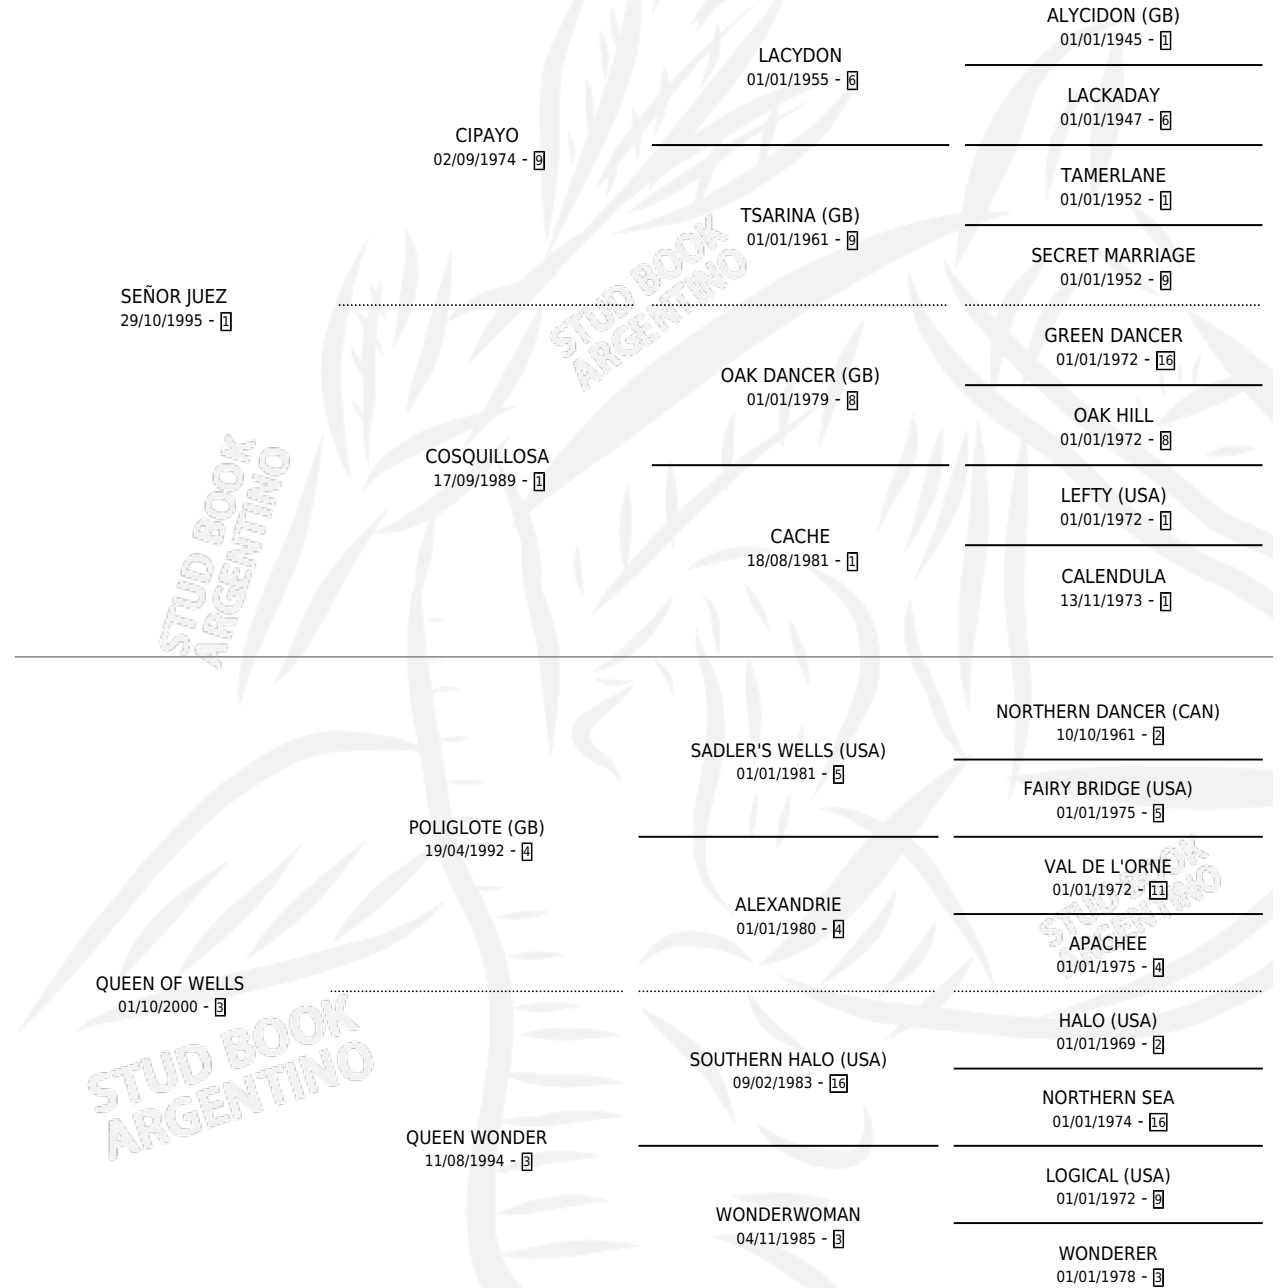 ALYCIDON (GB)
01/01/1945 - 1
LACYDON
01/01/1955 - 6
LACKADAY
01/01/1947 - 6
CIPAYO
02/09/1974 - 9
TAMERLANE
01/01/1952 - 1
TSARINA (GB)
01/01/1961 - 9
SECRET MARRIAGE
01/01/1952 - 9
SEÑOR JUEZ
29/10/1995 - 1
STUD BOOK
ARGENTINO
GREEN DANCER
01/01/1972 - 16
OAK DANCER (GB)
01/01/1979 - 8
OAK HILL
01/01/1972 - 8
COSQUILLOSA
17/09/1989 - 1
LEFTY (USA)
01/01/1972 - 1
CACHE
18/08/1981 - 1
CALENDULA
13/11/1973 - 1
STUD BOOK
ARGENTINO
NORTHERN DANCER (CAN)
10/10/1961 - 2
SADLER'S WELLS (USA)
01/01/1981 - 5
FAIRY BRIDGE (USA)
01/01/1975 - 5
POLIGLOTE (GB)
19/04/1992 - 4
VAL DE L'ORNE
01/01/1972 - 11
ALEXANDRIE
01/01/1980 - 4
APACHEE
01/01/1975 - 4
STUD BOOK
ARGENTINO
QUEEN OF WELLS
01/10/2000 - 3
HALO (USA)
01/01/1969 - 2
SOUTHERN HALO (USA)
09/02/1983 - 16
NORTHERN SEA
01/01/1974 - 16
STUD BOOK
ARGENTINO
QUEEN WONDER
11/08/1994 - 3
LOGICAL (USA)
01/01/1972 - 9
WONDERWOMAN
04/11/1985 - 3
WONDERER
01/01/1978 - 3